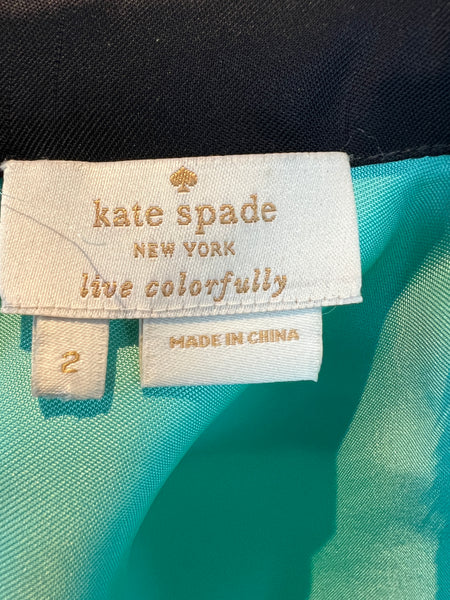 kate spade
NEW YORK
live colorfully
2
MADE IN CHINA